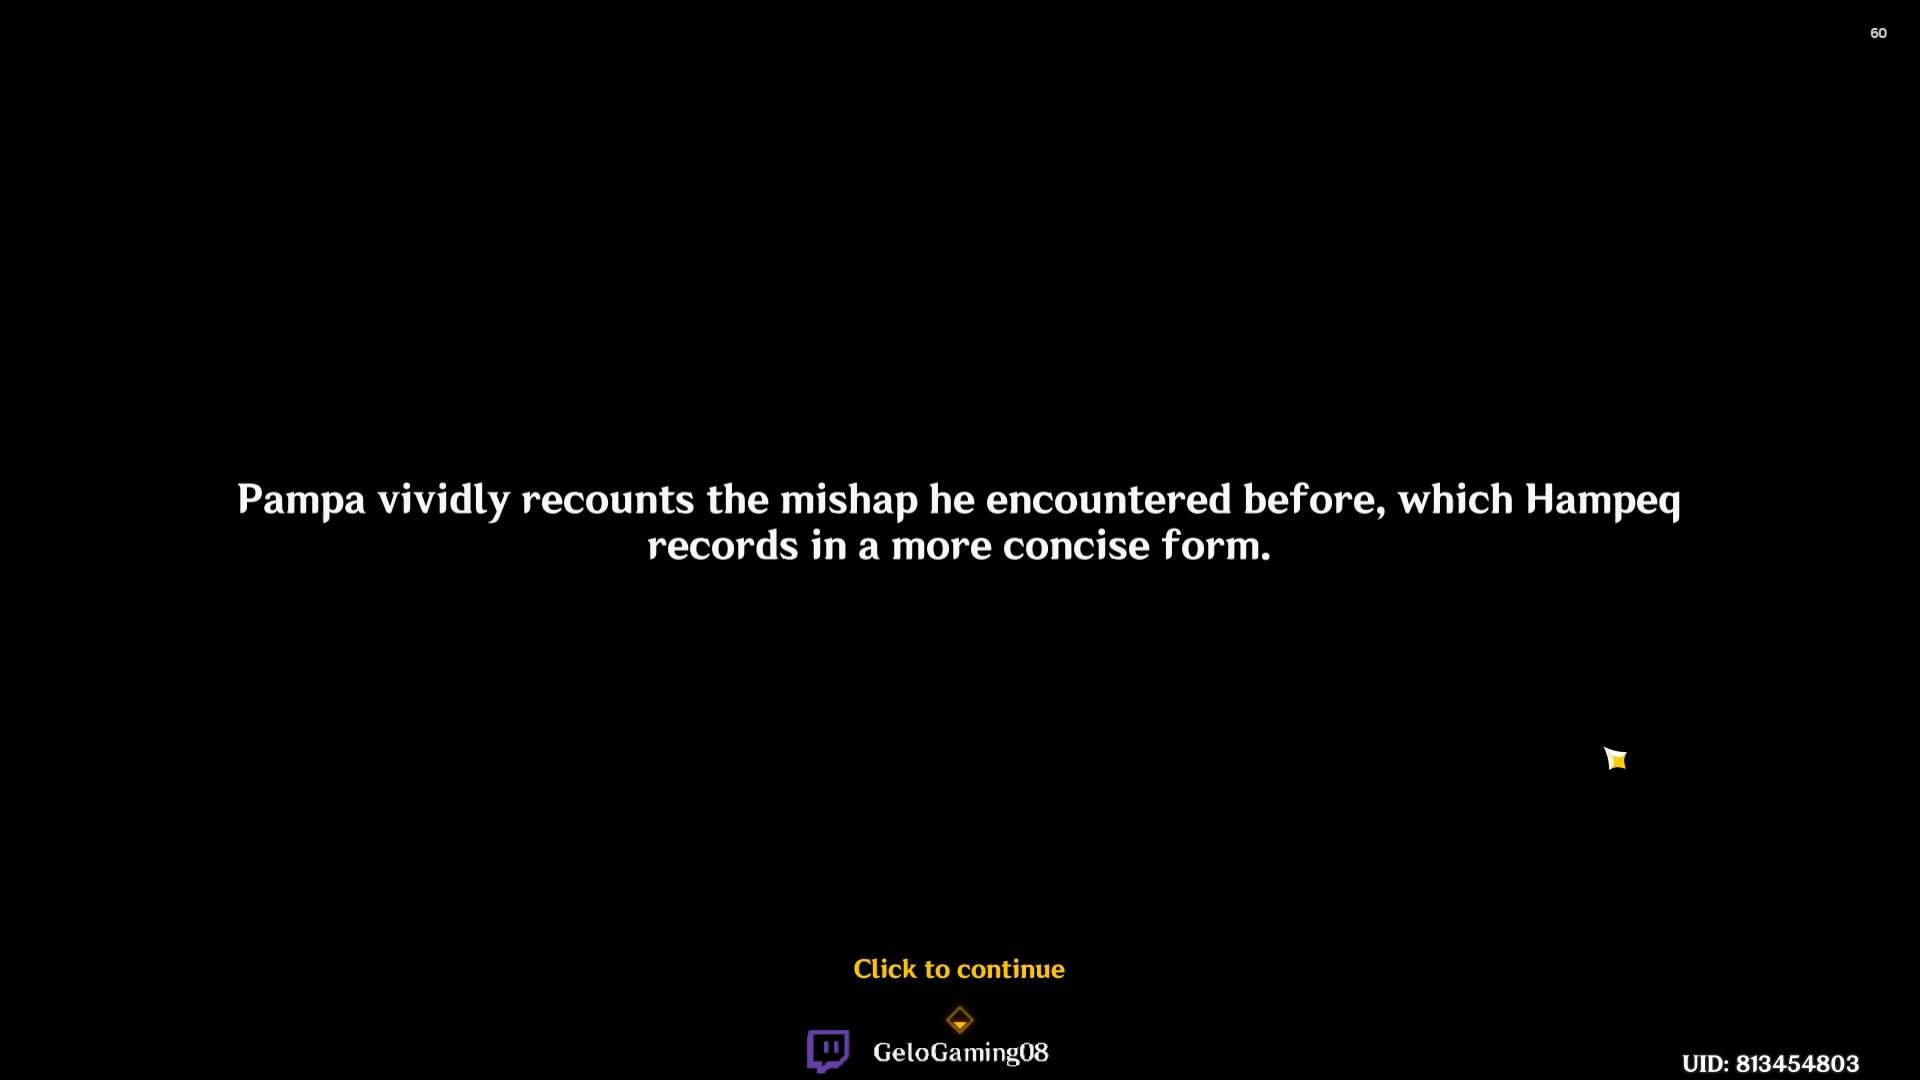 60
Pampa vividly recounts the mishap he encountered before, which Hampeq
records in a more concise form.
Click to continue
GeloGaming08
UID: 813454803